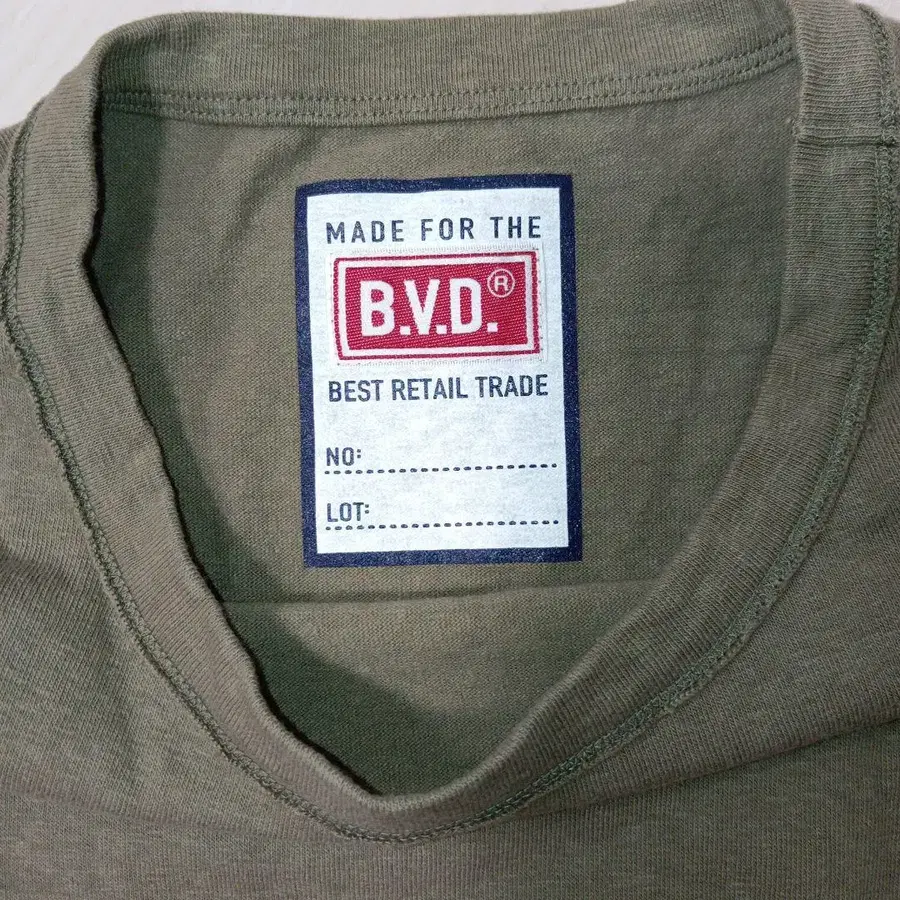 MADE FOR THE
B.V.D.®
BEST RETAIL TRADE
NO:
LOT: